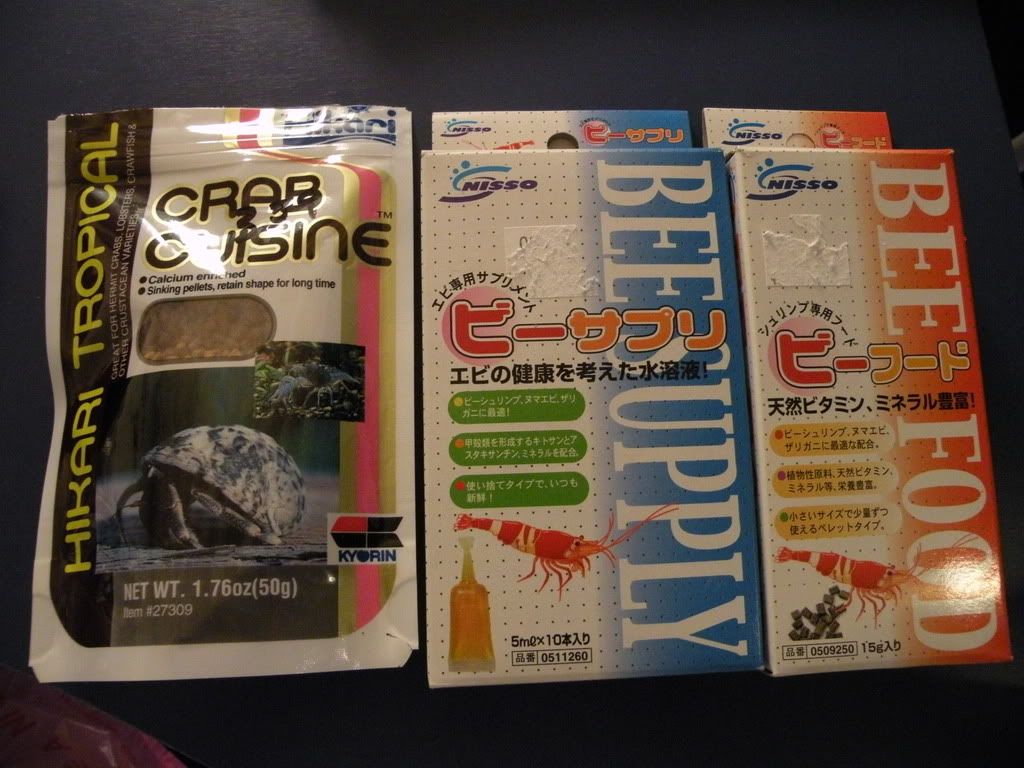 HIKARI TROPICAL
GREAT FOR HERMIT CRABS, LOBSTERS, CRAWFISH &
OTHER CRUSTACEAN VARIETIES
Hikari
CRAB
CUISINE™
● Calcium enriched
● Sinking pellets, retain shape for long time
KYORIN
NET WT. 1.76oz(50g)
Item #27309
NISSO
ビーサプリ
NISSO
BEE SUPPLY
エビ専用サプリメント
ビーサプリ
エビの健康を考えた水溶液!
●ビーシュリンプ、ヌマエビ、ザリ
ガニに最適!
●甲殻類を形成するキトサンとア
スタキサンチン、ミネラルを配合。
●使い捨てタイプで、いつも
新鮮!
5mℓ×10本入り
品番 0511260
NISSO
ビーフード
NISSO
BEE FOOD
シュリンプ専用フード
ビーフード
天然ビタミン、ミネラル豊富!
●ビーシュリンプ、ヌマエビ、
ザリガニに最適な配合。
●植物性原料、天然ビタミン、
ミネラル等、栄養豊富。
●小さいサイズで少量ずつ
使えるペレットタイプ。
品番 0509250 15g入り